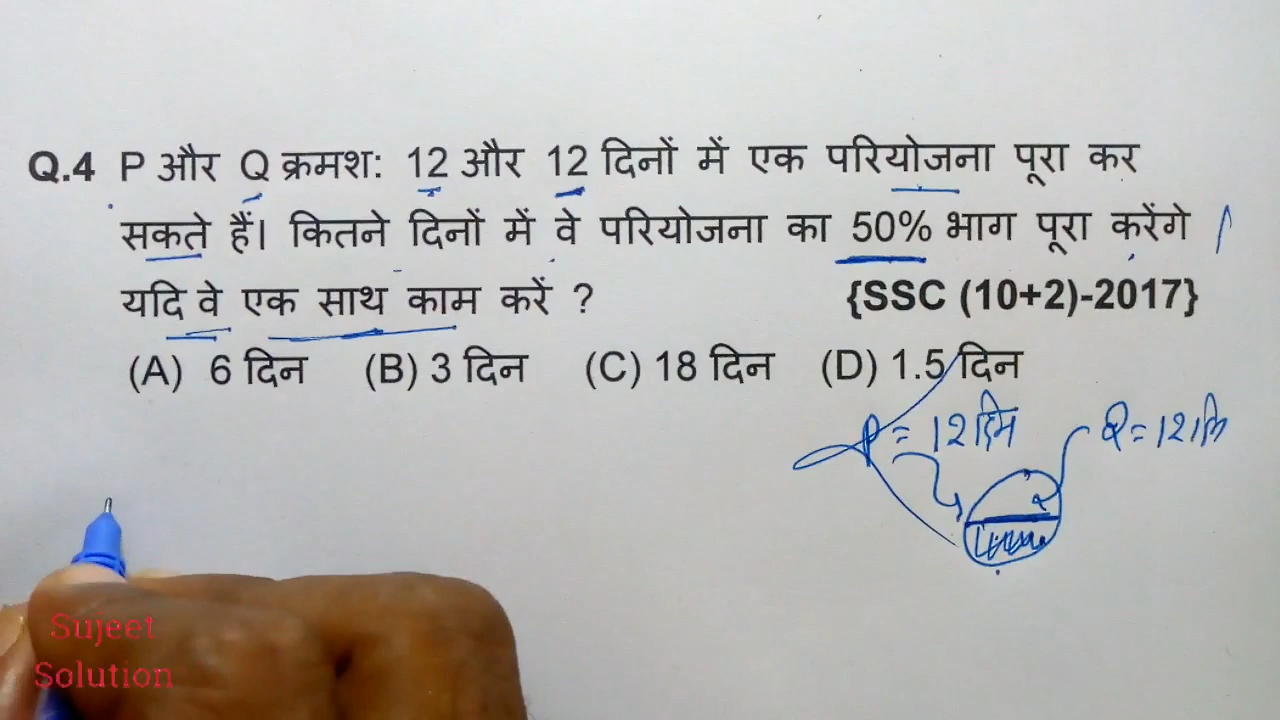 Q.4 P और Q क्रमश: 12 और 12 दिनों में एक परियोजना पूरा कर
सकते हैं। कितने दिनों में वे परियोजना का 50% भाग पूरा करेंगे
यदि वे एक साथ काम करें ? {SSC (10+2)-2017}
(A) 6 दिन (B) 3 दिन (C) 18 दिन (D) 1.5 दिन
P = 12 दिन Q = 12
Sujeet
Solution